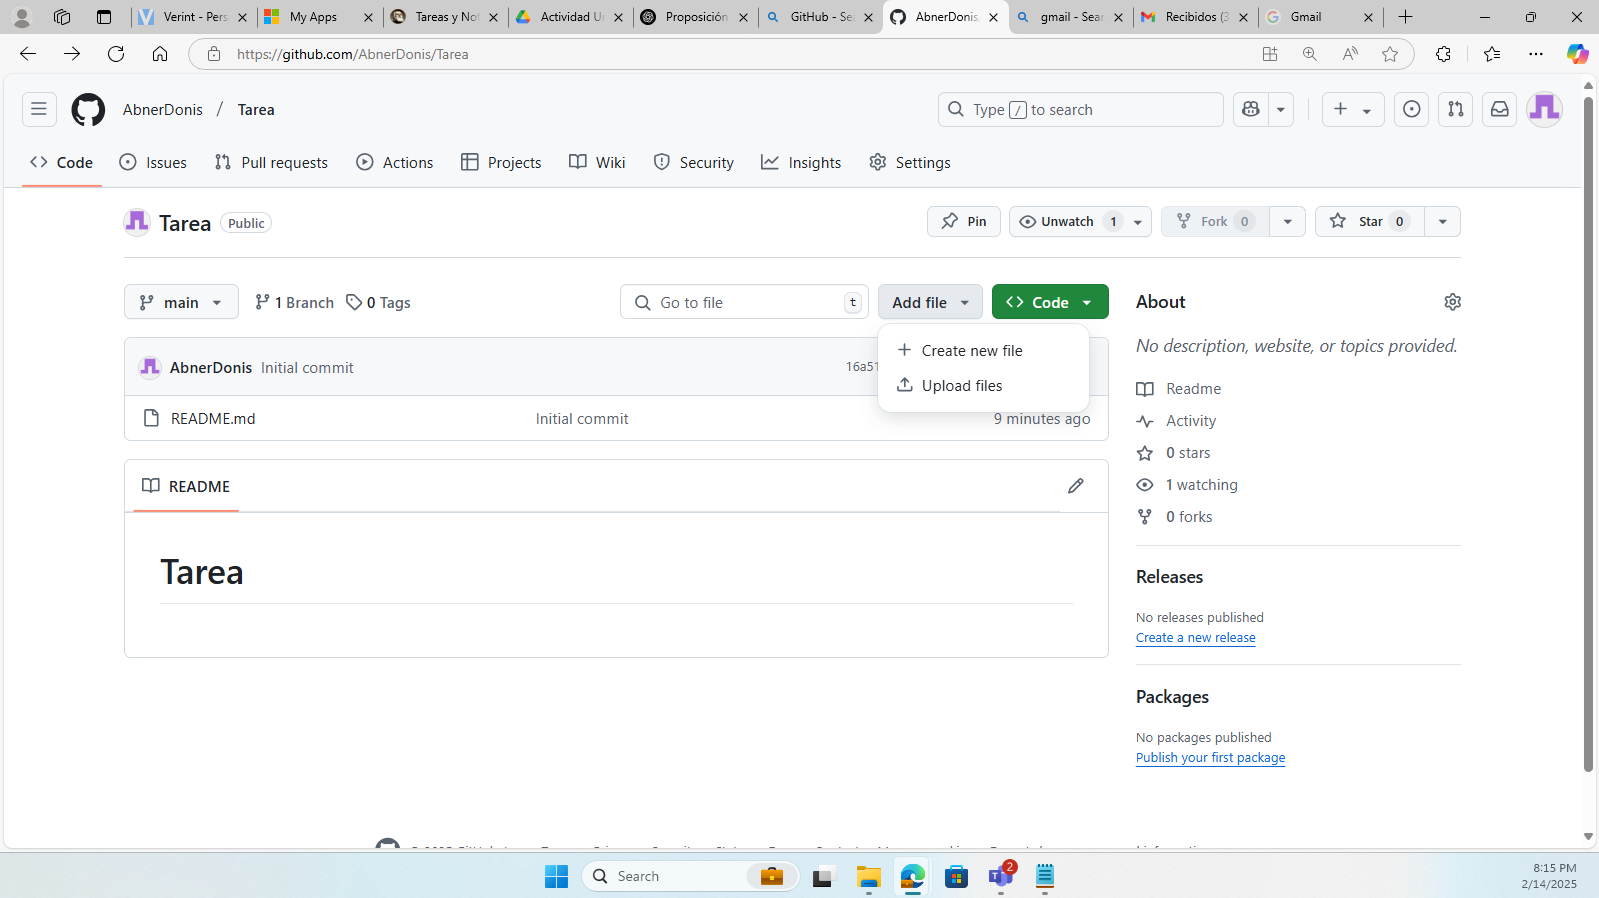 Verint - Pers
My Apps
Tareas y Not
Actividad Un
Proposición
GitHub - Sea
AbnerDonis/
gmail - Sear
Recibidos (3
Gmail
https://github.com/AbnerDonis/Tarea
AbnerDonis / Tarea
Type / to search
Code
Issues
Pull requests
Actions
Projects
Wiki
Security
Insights
Settings
Tarea Public
Pin
Unwatch 1
Fork 0
Star 0
main
1 Branch
0 Tags
Go to file t
Add file
Code
Create new file
Upload files
AbnerDonis Initial commit
16a51
README.md
Initial commit
9 minutes ago
README
Tarea
About
No description, website, or topics provided.
Readme
Activity
0 stars
1 watching
0 forks
Releases
No releases published
Create a new release
Packages
No packages published
Publish your first package
Search
2
8:15 PM
2/14/2025